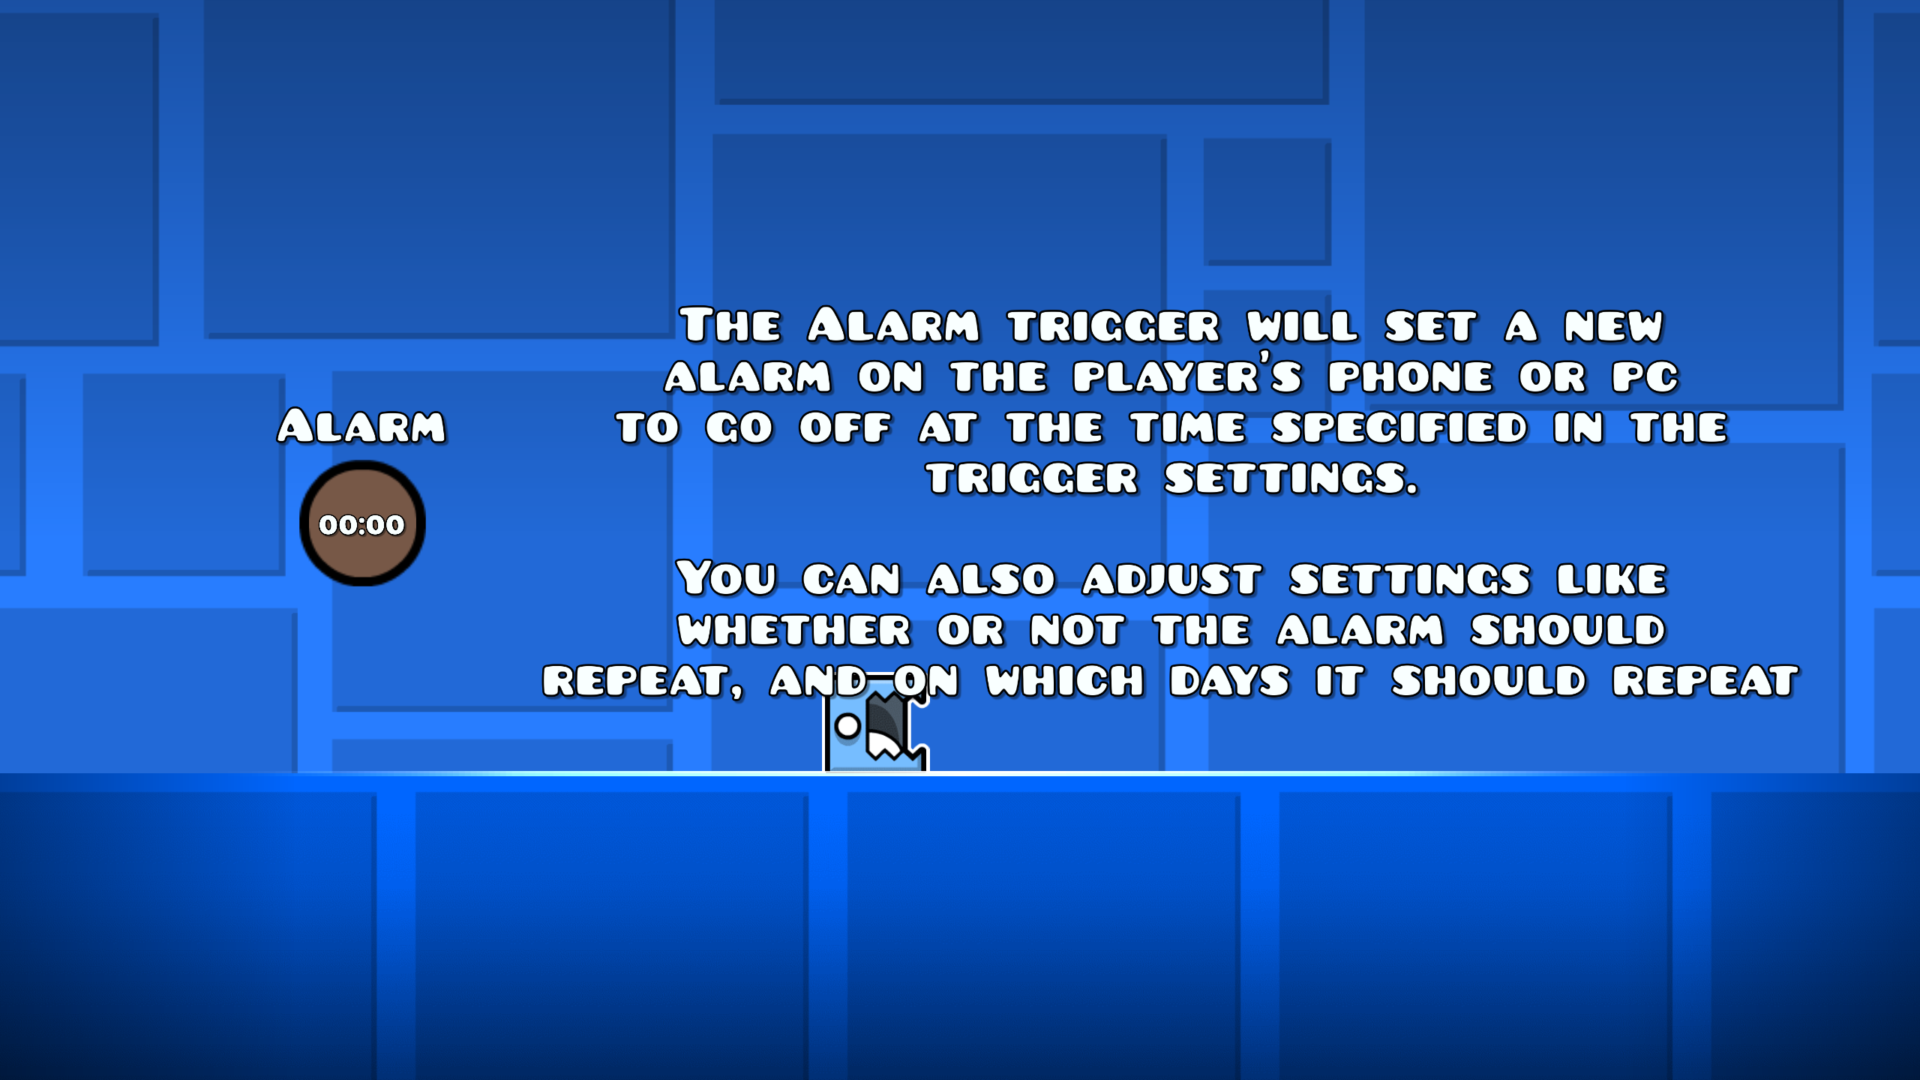 The Alarm trigger will set a new
alarm on the player's phone or pc
to go off at the time specified in the
trigger settings.
Alarm
00:00
You can also adjust settings like
whether or not the alarm should
repeat, and on which days it should repeat